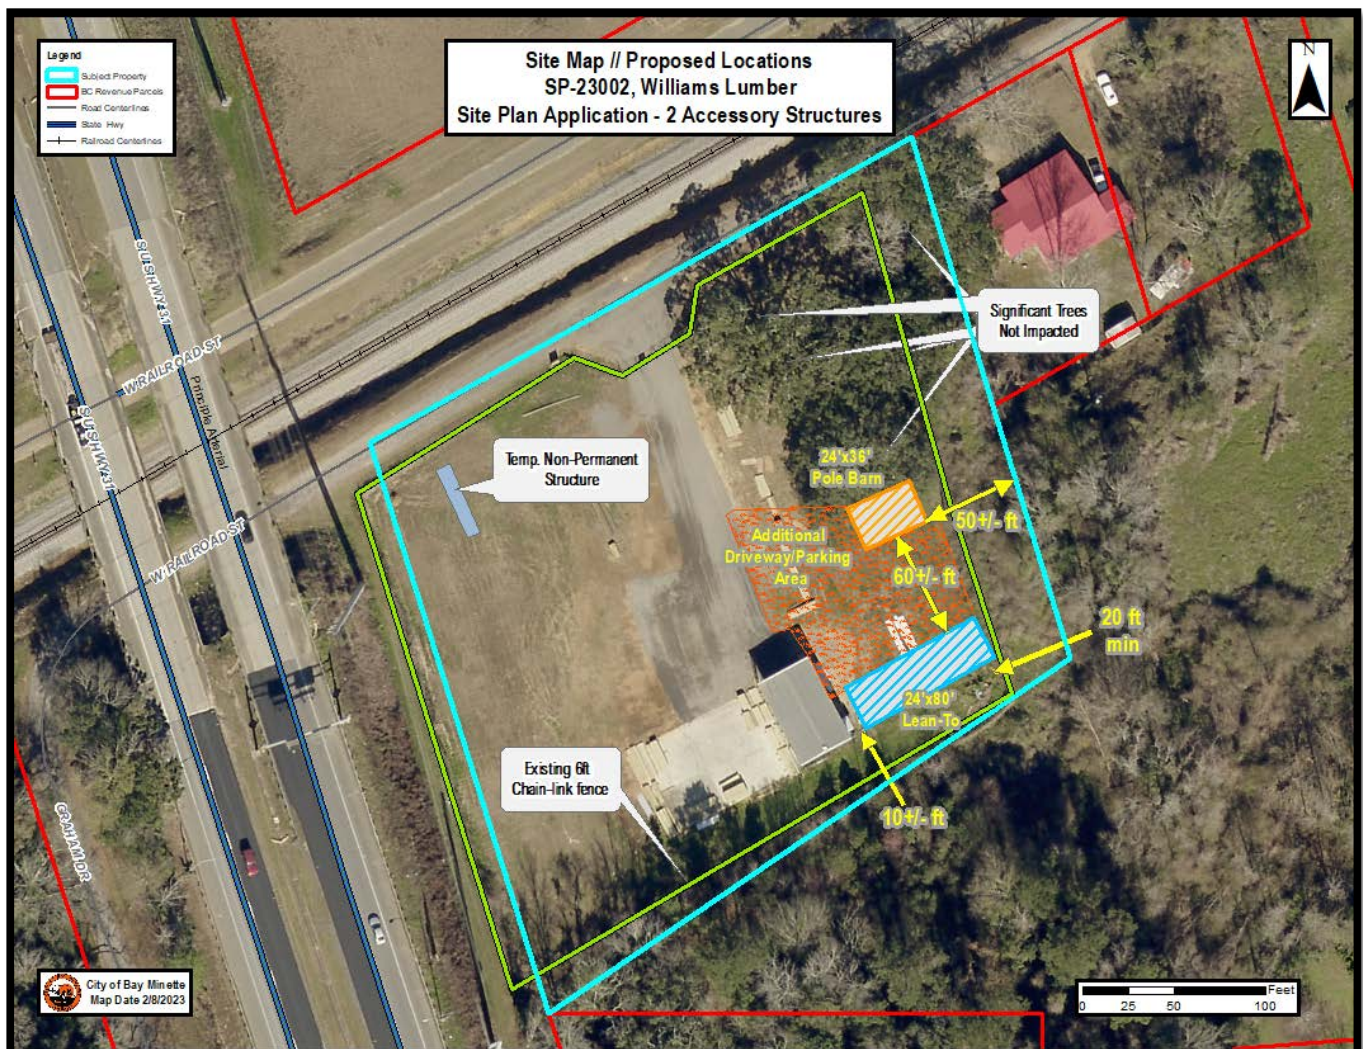 Legend
Subject Property
BC Revenue Parcels
Road Centerlines
State Hwy
Railroad Centerlines
Site Map // Proposed Locations
SP-23002, Williams Lumber
Site Plan Application - 2 Accessory Structures
N
S U.S HWY 31
W RAILROAD ST
Principle Arterial
S U.S HWY 31
W RAILROAD ST
Significant Trees
Not Impacted
Temp. Non-Permanent
Structure
24'x36'
Pole Barn
50+/- ft
Additional
Driveway/Parking
Area
60+/- ft
20 ft
min
24'x80'
Lean-To
Existing 6ft
Chain-link fence
10+/- ft
GRAHAM DR
City of Bay Minette
Map Date 2/8/2023
Feet
0 25 50 100